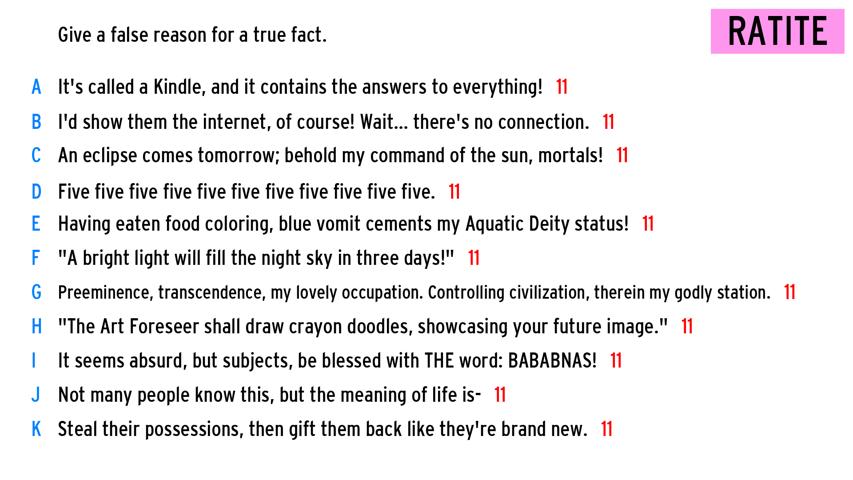 Give a false reason for a true fact.
RATITE
A It's called a Kindle, and it contains the answers to everything! 11
B I'd show them the internet, of course! Wait... there's no connection. 11
C An eclipse comes tomorrow; behold my command of the sun, mortals! 11
D Five five five five five five five five five five five. 11
E Having eaten food coloring, blue vomit cements my Aquatic Deity status! 11
F "A bright light will fill the night sky in three days!" 11
G Preeminence, transcendence, my lovely occupation. Controlling civilization, therein my godly station. 11
H "The Art Foreseer shall draw crayon doodles, showcasing your future image." 11
I It seems absurd, but subjects, be blessed with THE word: BABABNAS! 11
J Not many people know this, but the meaning of life is- 11
K Steal their possessions, then gift them back like they're brand new. 11